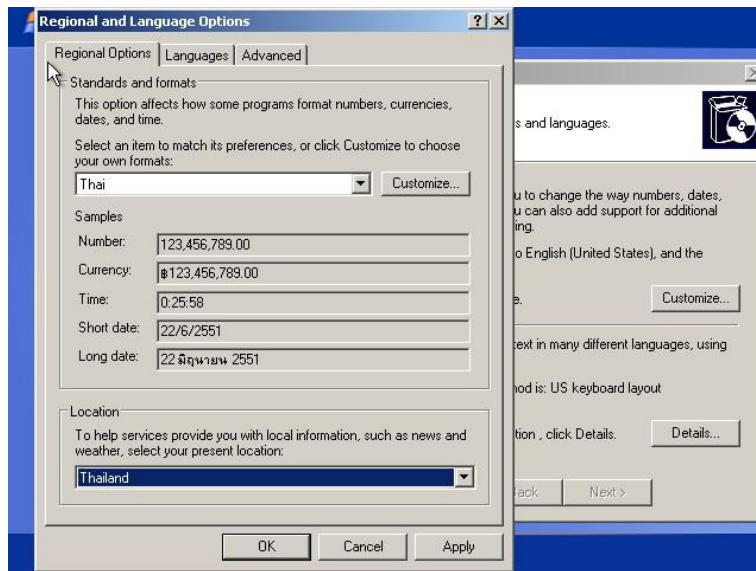 Regional and Language Options
Regional Options
Languages
Advanced
Standards and formats
This option affects how some programs format numbers, currencies,
dates, and time.
Select an item to match its preferences, or click Customize to choose
your own formats:
Thai
Customize...
Samples
Number:
123,456,789.00
Currency:
฿123,456,789.00
Time:
0:25:58
Short date:
22/6/2551
Long date:
22 มิถุนายน 2551
Location
To help services provide you with local information, such as news and
weather, select your present location:
Thailand
OK
Cancel
Apply
s and languages.
u to change the way numbers, dates,
u can also add support for additional
ing.
o English (United States), and the
e.
Customize...
text in many different languages, using
nod is: US keyboard layout
tion , click Details.
Details...
Back
Next >